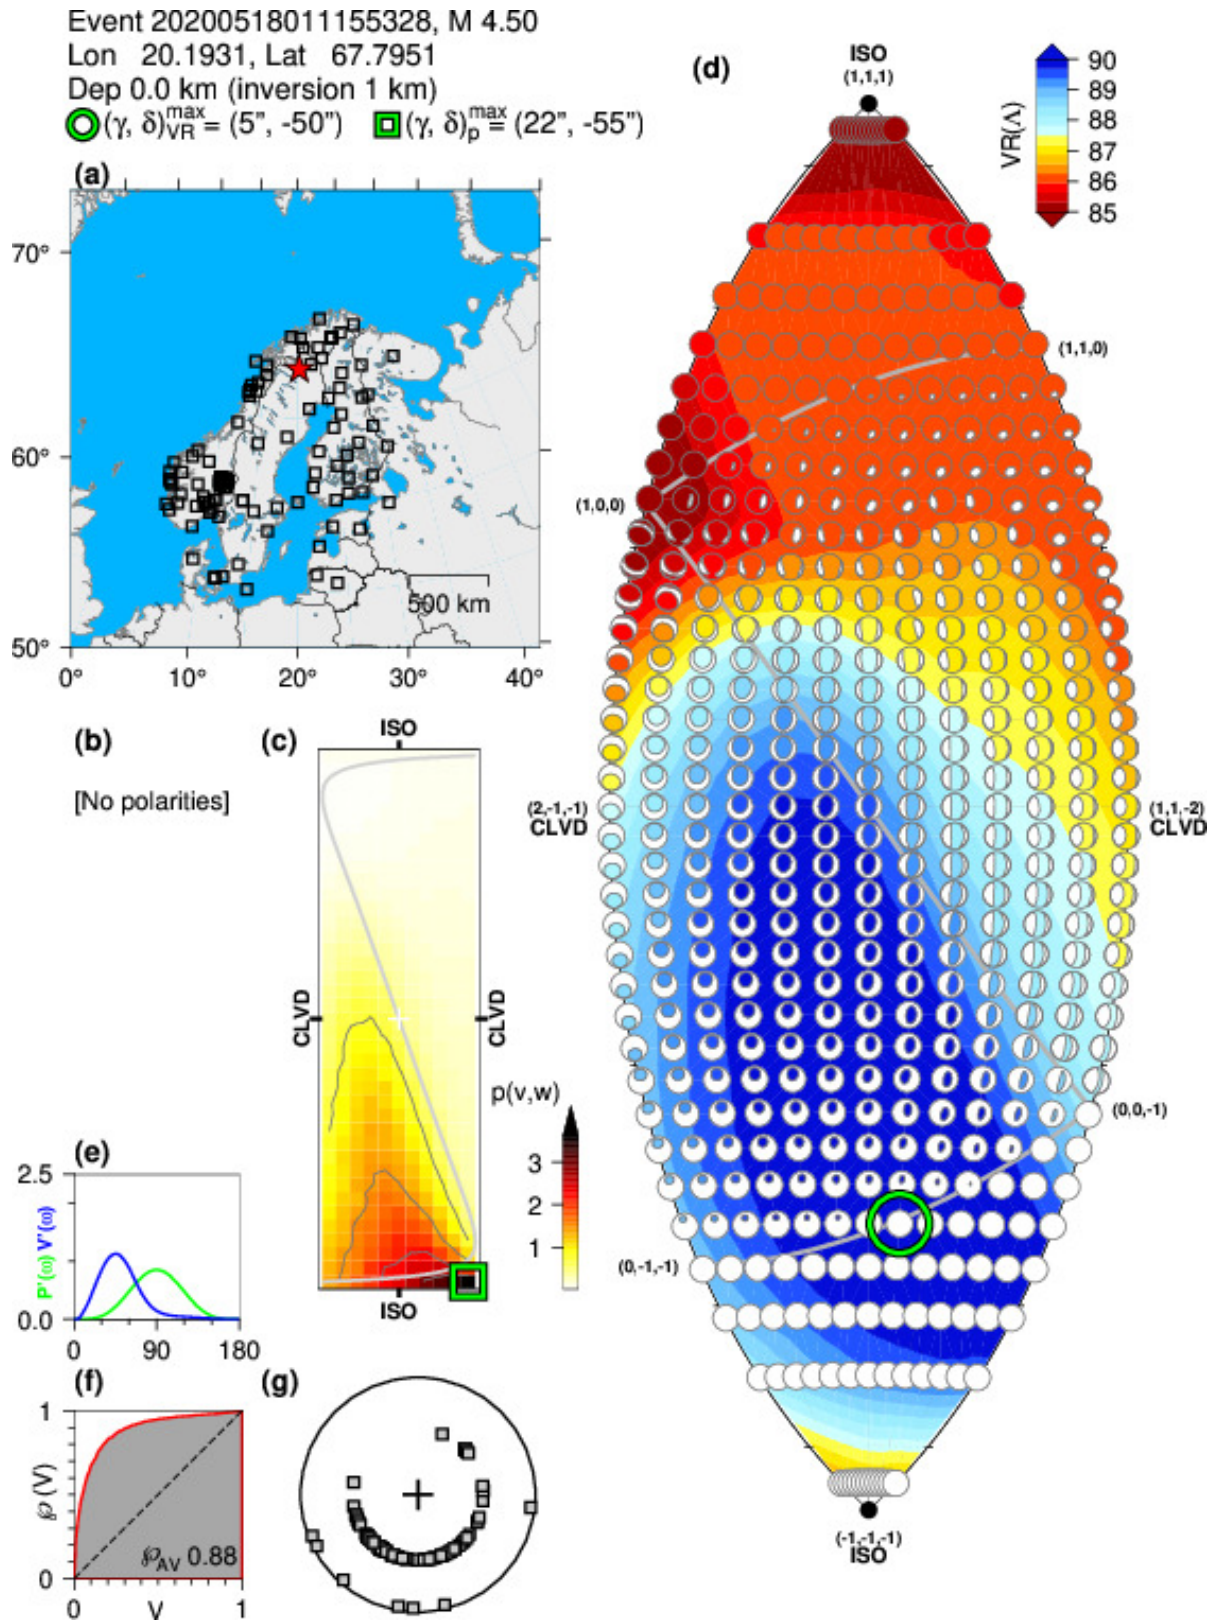 Event 20200518011155328, M 4.50
Lon 20.1931, Lat 67.7951
Dep 0.0 km (inversion 1 km)
(γ, δ)VR max = (5", -50") (γ, δ)p max = (22", -55")
(a)
70°
60°
50°
0° 10° 20° 30° 40°
500 km
(b)
[No polarities]
(c)
ISO
CLVD
CLVD
ISO
p(v,w)
3
2
1
(d)
ISO
(1,1,1)
VR(Λ)
90
89
88
87
86
85
(1,1,0)
(1,0,0)
(2,-1,-1)
CLVD
(1,1,-2)
CLVD
(0,0,-1)
(0,-1,-1)
(-1,-1,-1)
ISO
(e)
2.5
0.0
P'(ω) V'(ω)
0 90 180
(f)
1
0
℘(V)
℘AV 0.88
0 V 1
(g)